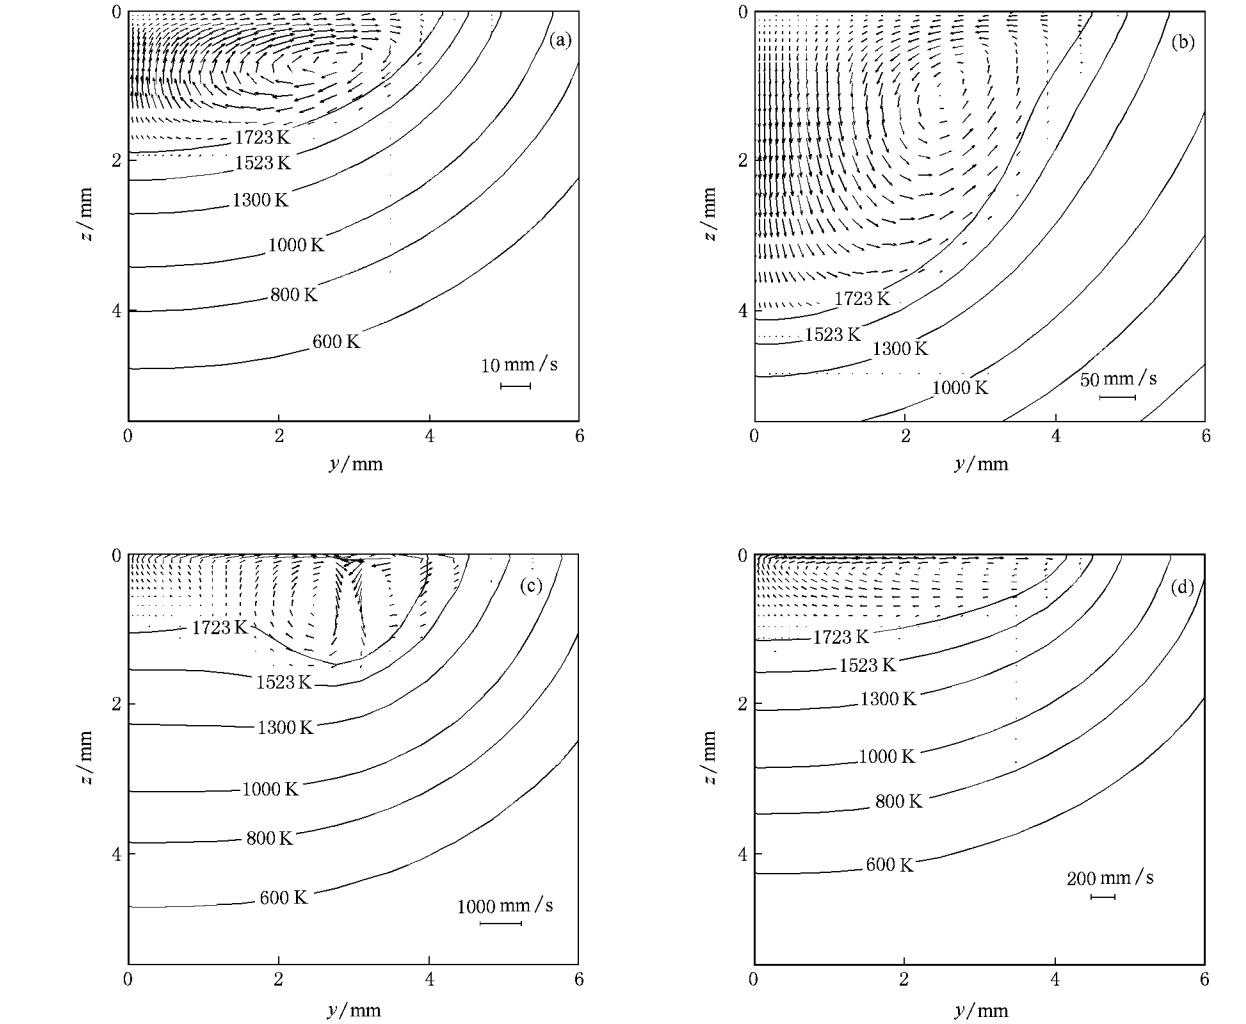 0
(a)
1723 K
2
1523 K
1300 K
z/mm
1000 K
800 K
4
600 K
10 mm/s
0 2 4 6
y/mm
0
(b)
2
z/mm
1723 K
4
1523 K
1300 K
1000 K
50 mm/s
0 2 4 6
y/mm
0
(c)
1723 K
1523 K
2
1300 K
z/mm
1000 K
800 K
4
600 K
1000 mm/s
0 2 4 6
y/mm
0
(d)
1723 K
1523 K
2
1300 K
z/mm
1000 K
800 K
4
600 K
200 mm/s
0 2 4 6
y/mm